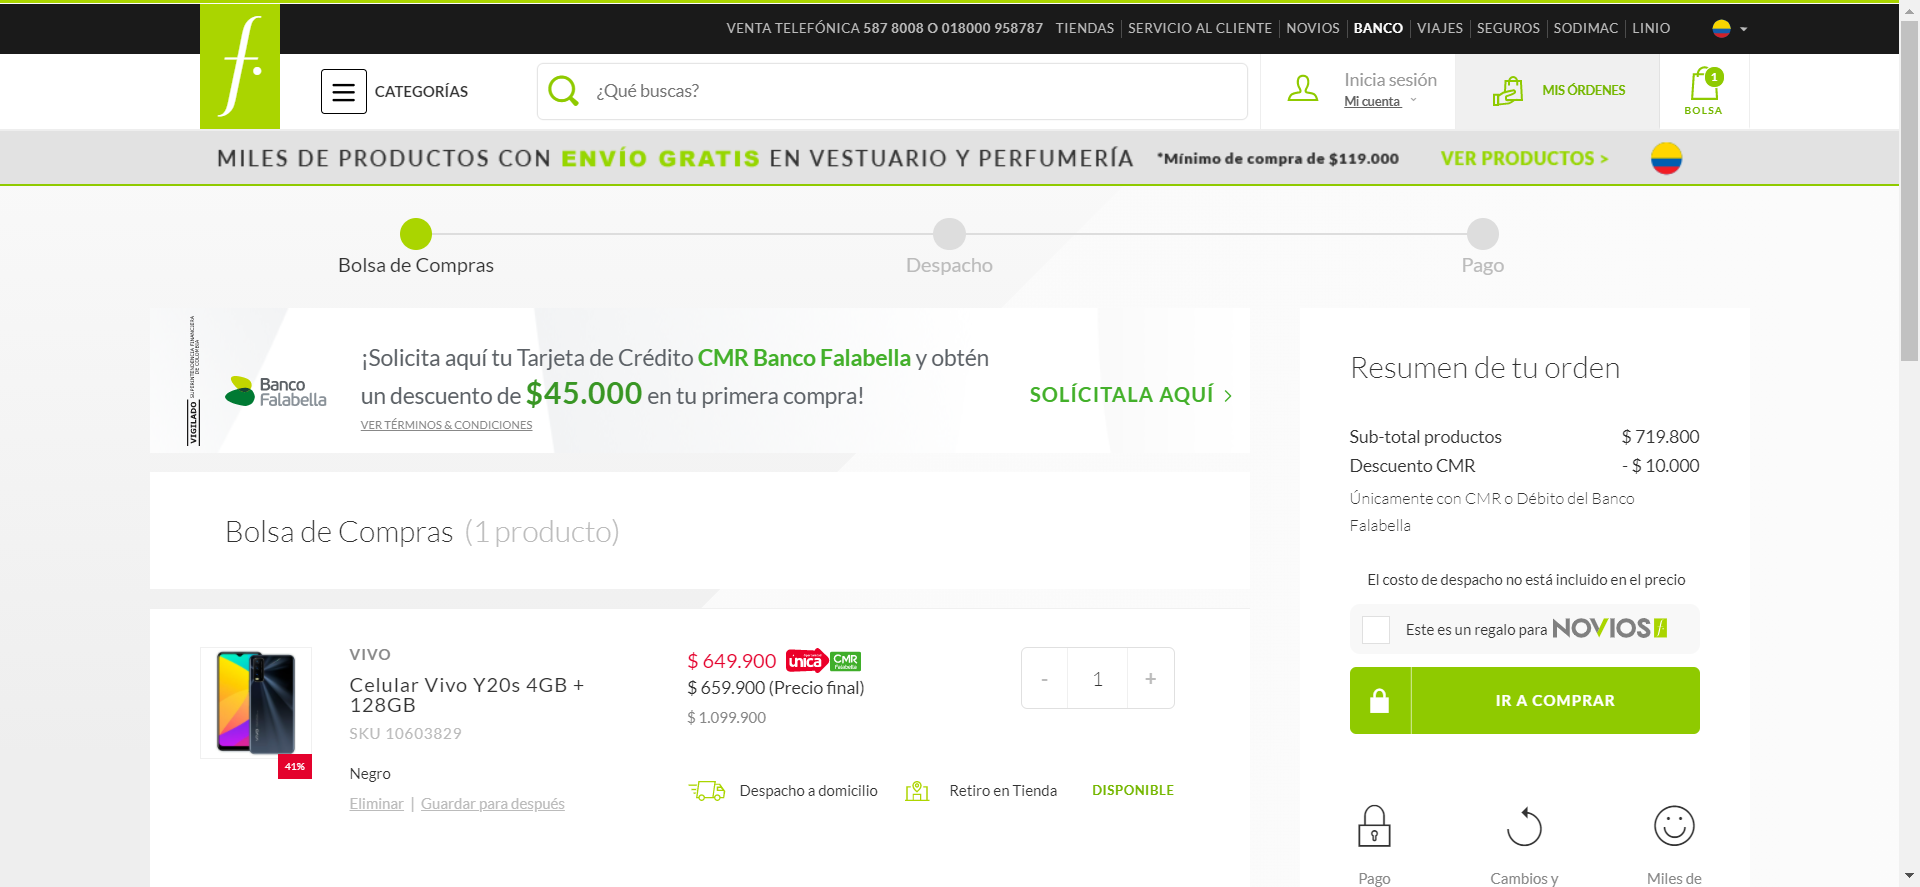 VENTA TELEFÓNICA 587 8008 O 018000 958787 TIENDAS SERVICIO AL CLIENTE NOVIOS BANCO VIAJES SEGUROS SODIMAC LINIO
f.
CATEGORÍAS
¿Qué buscas?
Inicia sesión
Mi cuenta
MIS ÓRDENES
1
BOLSA
MILES DE PRODUCTOS CON ENVÍO GRATIS EN VESTUARIO Y PERFUMERÍA *Mínimo de compra de $119.000 VER PRODUCTOS >
Bolsa de Compras
Despacho
Pago
VIGILADO SUPERINTENDENCIA FINANCIERA
DE COLOMBIA
Banco
Falabella
¡Solicita aquí tu Tarjeta de Crédito CMR Banco Falabella y obtén
un descuento de $45.000 en tu primera compra!
VER TÉRMINOS & CONDICIONES
SOLÍCITALA AQUÍ >
Bolsa de Compras (1 producto)
41%
VIVO
Celular Vivo Y20s 4GB +
128GB
SKU 10603829
Negro
Eliminar | Guardar para después
$ 649.900 única CMR Falabella
$ 659.900 (Precio final)
$ 1.099.900
- 1 +
Despacho a domicilio
Retiro en Tienda
DISPONIBLE
Resumen de tu orden
Sub-total productos $ 719.800
Descuento CMR - $ 10.000
Únicamente con CMR o Débito del Banco
Falabella
El costo de despacho no está incluido en el precio
Este es un regalo para NOVIOS f.
IR A COMPRAR
Pago
Cambios y
Miles de